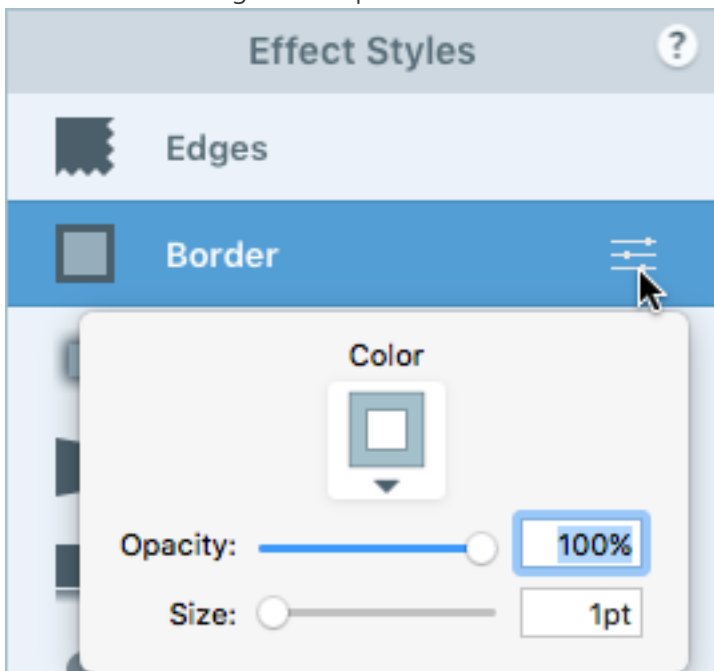 Effect Styles ?
Edges
Border
Color
Opacity: 100%
Size: 1pt